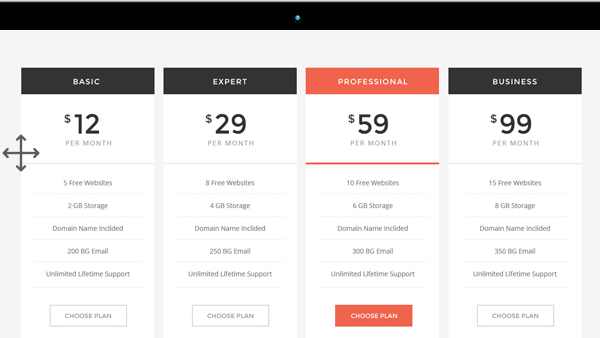 BASIC
$12
PER MONTH
5 Free Websites
2 GB Storage
Domain Name Inclided
200 BG Email
Unlimited Lifetime Support
CHOOSE PLAN
EXPERT
$29
PER MONTH
8 Free Websites
4 GB Storage
Domain Name Inclided
250 BG Email
Unlimited Lifetime Support
CHOOSE PLAN
PROFESSIONAL
$59
PER MONTH
10 Free Websites
6 GB Storage
Domain Name Inclided
300 BG Email
Unlimited Lifetime Support
CHOOSE PLAN
BUSINESS
$99
PER MONTH
15 Free Websites
8 GB Storage
Domain Name Inclided
350 BG Email
Unlimited Lifetime Support
CHOOSE PLAN